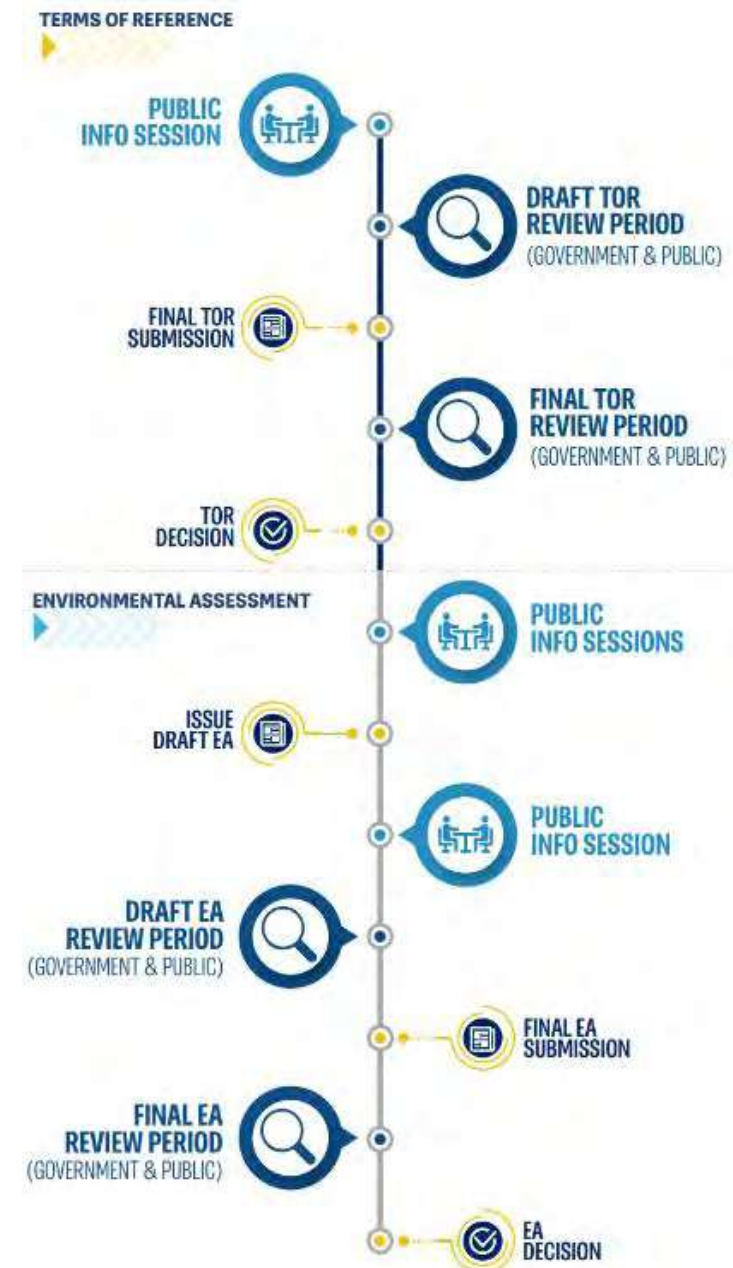 TERMS OF REFERENCE
PUBLIC
INFO SESSION
DRAFT TOR
REVIEW PERIOD
(GOVERNMENT & PUBLIC)
FINAL TOR
SUBMISSION
FINAL TOR
REVIEW PERIOD
(GOVERNMENT & PUBLIC)
TOR
DECISION
ENVIRONMENTAL ASSESSMENT
PUBLIC
INFO SESSIONS
ISSUE
DRAFT EA
PUBLIC
INFO SESSION
DRAFT EA
REVIEW PERIOD
(GOVERNMENT & PUBLIC)
FINAL EA
SUBMISSION
FINAL EA
REVIEW PERIOD
(GOVERNMENT & PUBLIC)
EA
DECISION